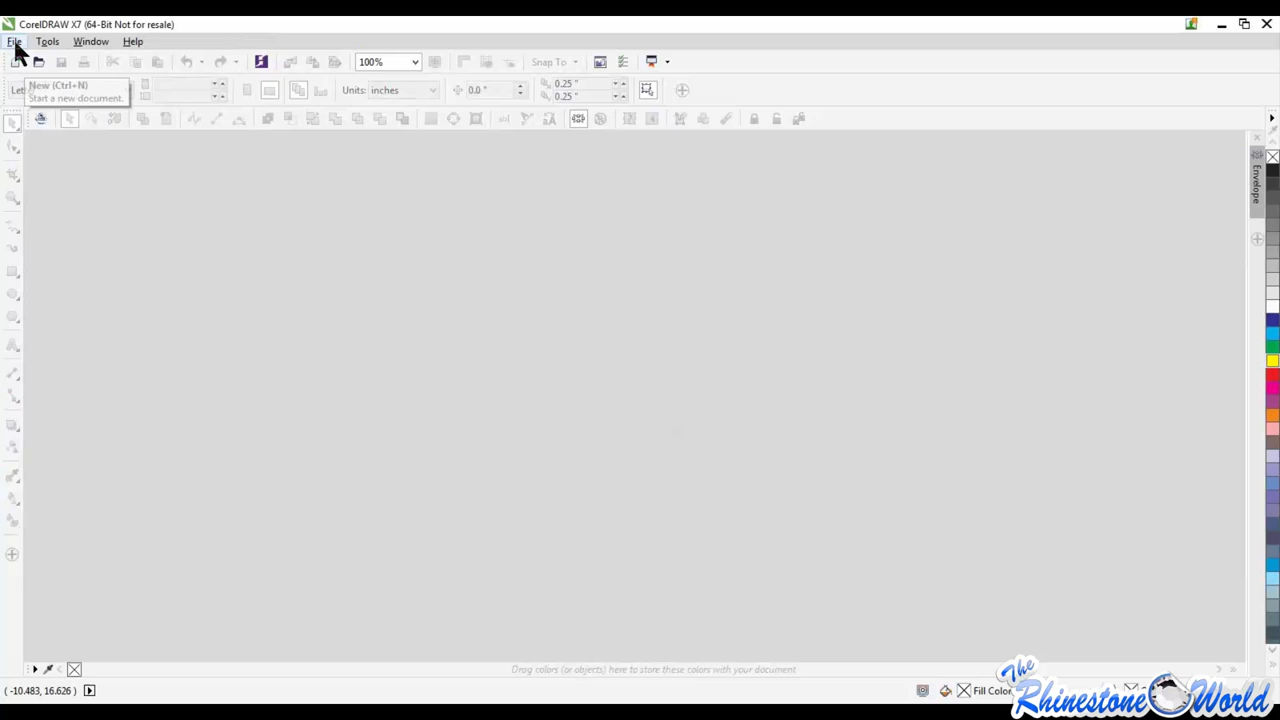 CorelDRAW X7 (64-Bit Not for resale)
File Tools Window Help
100% Snap To
New (Ctrl+N)
Start a new document.
Let
Units: inches
0.0 "
0.25 "
0.25 "
Envelope
Drag colors (or objects) here to store these colors with your document
( -10.483, 16.626 )
Fill Color
The
Rhinestone World